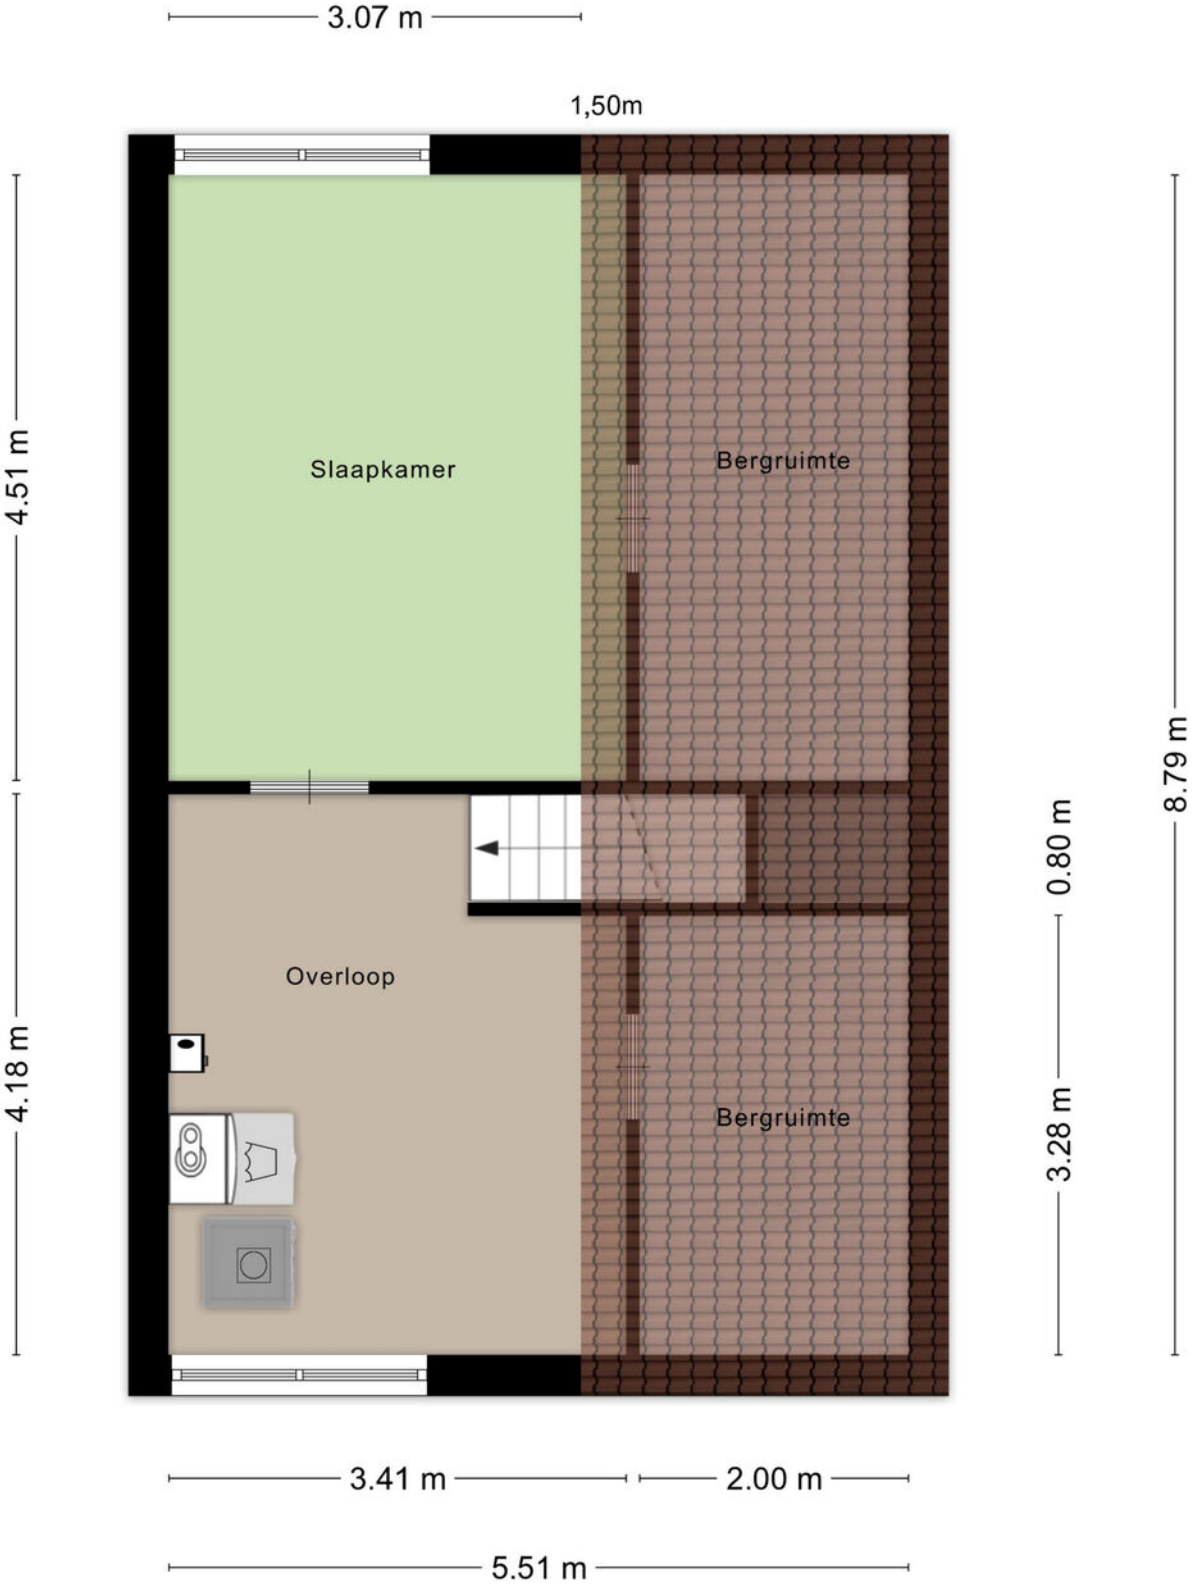 3.07 m
1,50m
4.51 m
Slaapkamer
Bergruimte
8.79 m
0.80 m
Overloop
4.18 m
Bergruimte
3.28 m
3.41 m
2.00 m
5.51 m